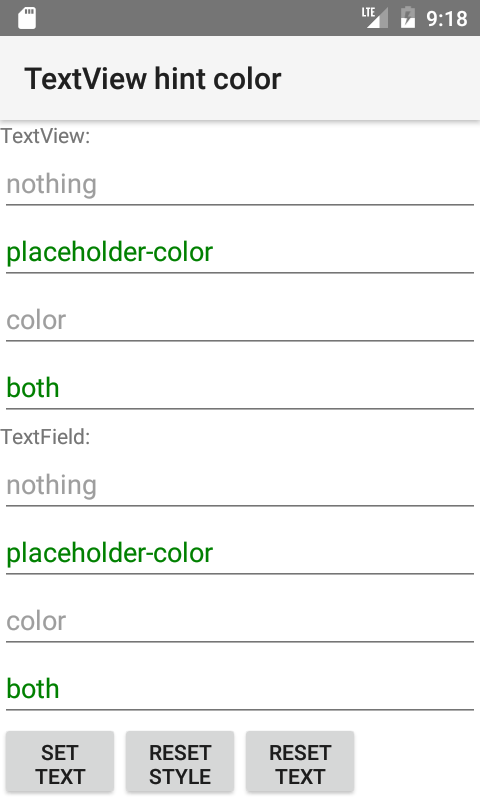 LTE 9:18
TextView hint color
TextView:
nothing
placeholder-color
color
both
TextField:
nothing
placeholder-color
color
both
SET RESET RESET
TEXT STYLE TEXT